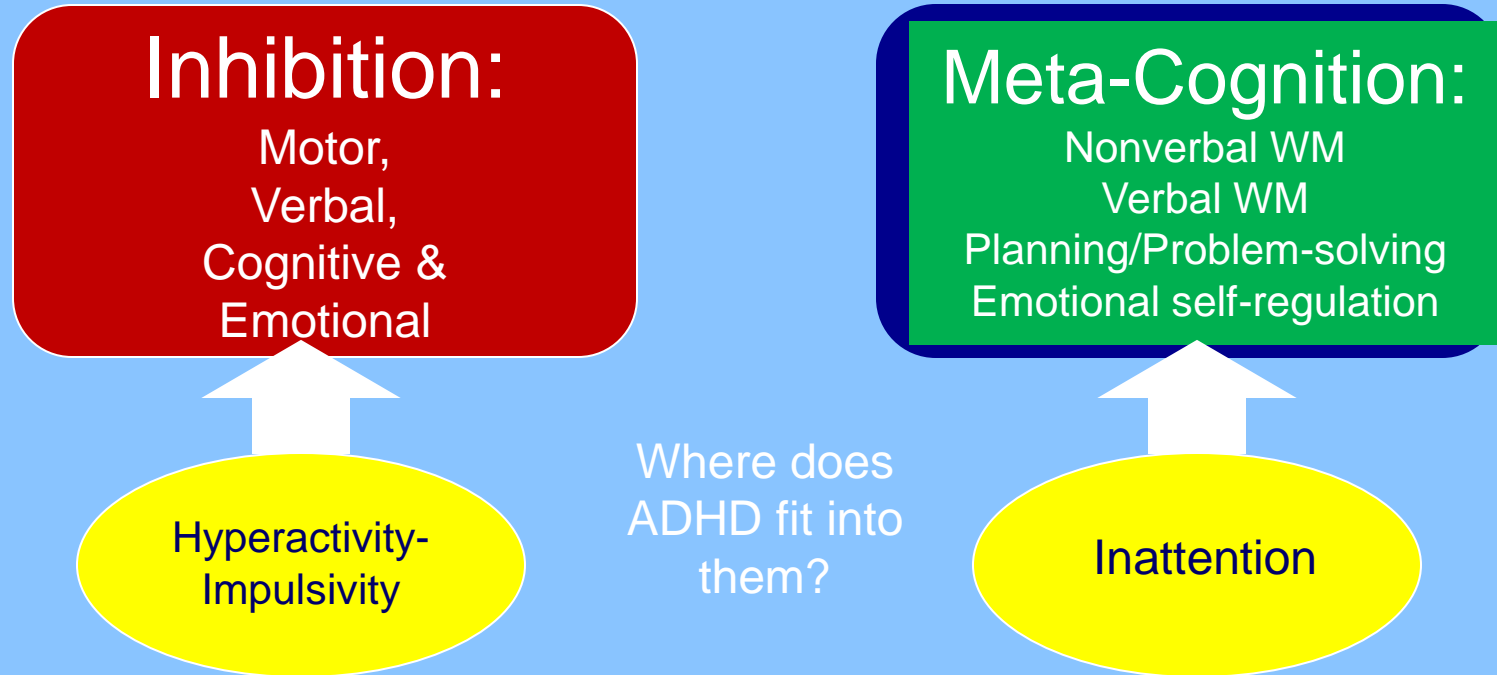 Inhibition:
Motor,
Verbal,
Cognitive &
Emotional
Meta-Cognition:
Nonverbal WM
Verbal WM
Planning/Problem-solving
Emotional self-regulation
Hyperactivity-
Impulsivity
Where does
ADHD fit into
them?
Inattention